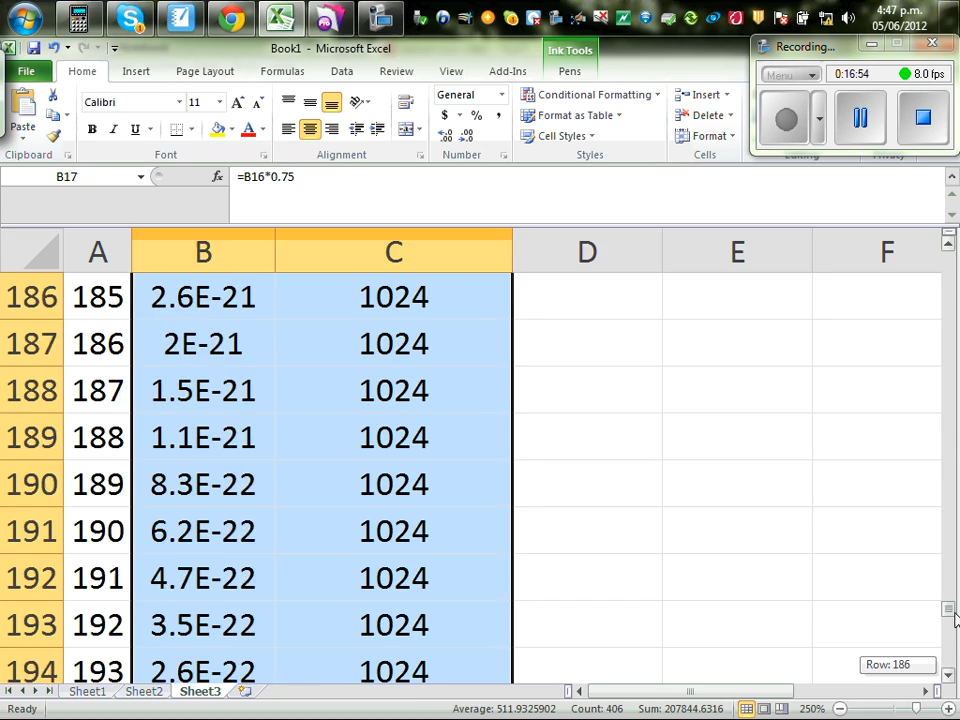 4:47 p.m.
05/06/2012
Book1 - Microsoft Excel
Ink Tools
Recording...
File Home Insert Page Layout Formulas Data Review View Add-Ins Pens
Menu 0:16:54 8.0 fps
Paste
Calibri 11
General
Conditional Formatting
Format as Table
Cell Styles
Insert
Delete
Format
B I U
$ % ,
Clipboard Font Alignment Number Styles Cells
B17 fx =B16*0.75
A B C D E F
186 185 2.6E-21 1024
187 186 2E-21 1024
188 187 1.5E-21 1024
189 188 1.1E-21 1024
190 189 8.3E-22 1024
191 190 6.2E-22 1024
192 191 4.7E-22 1024
193 192 3.5E-22 1024
194 193 2.6E-22 1024
Row: 186
Sheet1 Sheet2 Sheet3
Ready Average: 511.9325902 Count: 406 Sum: 207844.6316 250%